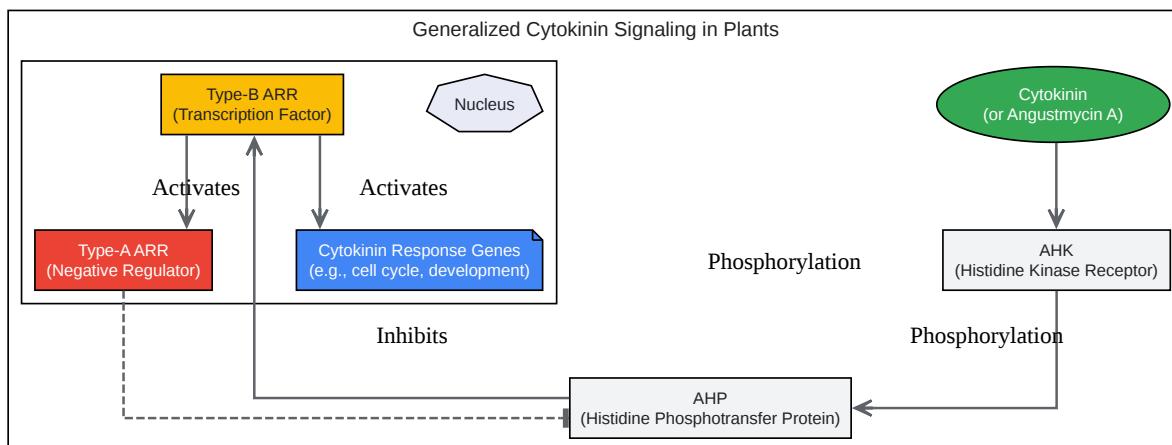 Generalized Cytokinin Signaling in Plants
Type-B ARR
(Transcription Factor)
Nucleus
Cytokinin
(or Angustmycin A)
Activates
Activates
Type-A ARR
(Negative Regulator)
Cytokinin Response Genes
(e.g., cell cycle, development)
Phosphorylation
AHK
(Histidine Kinase Receptor)
Inhibits
Phosphorylation
AHP
(Histidine Phosphotransfer Protein)